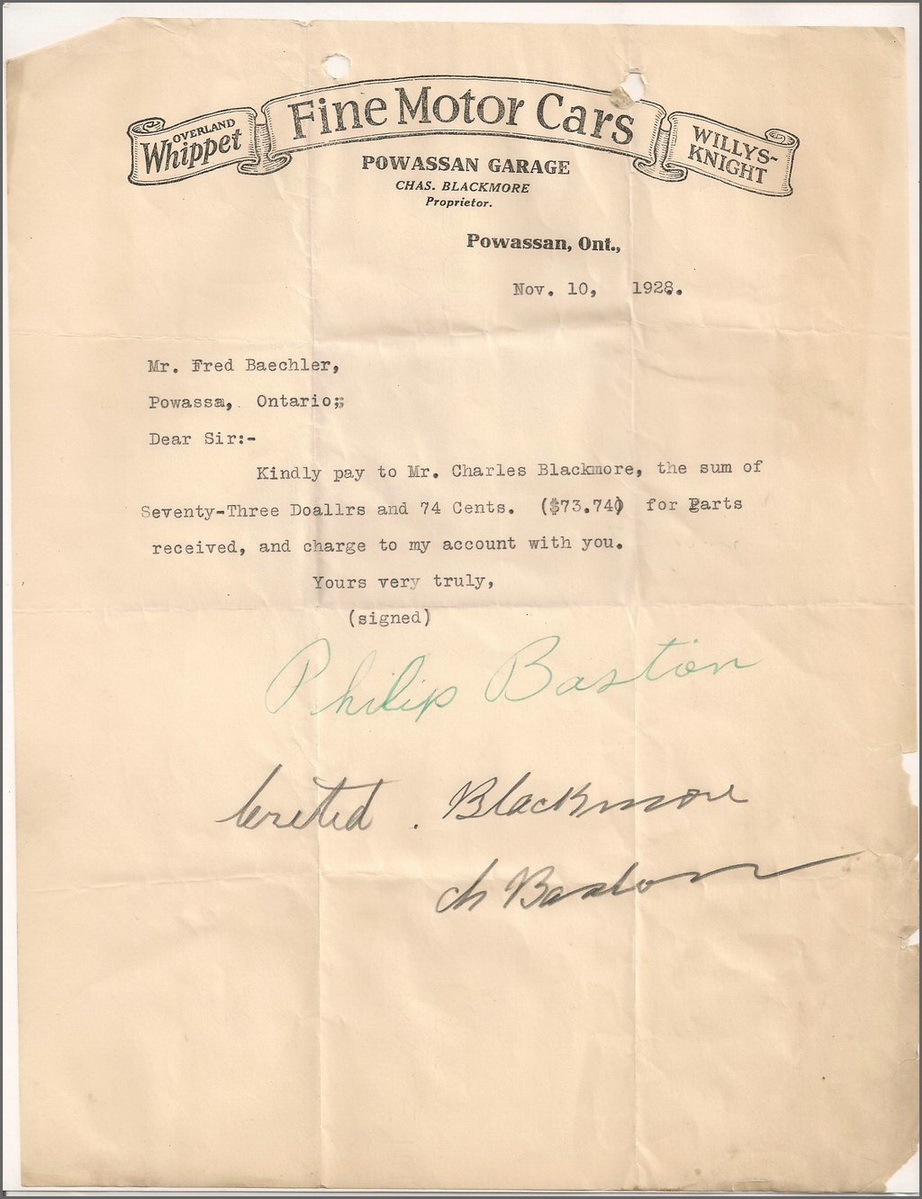 OVERLAND
Whippet
Fine Motor Cars
WILLYS-
KNIGHT
POWASSAN GARAGE
CHAS. BLACKMORE
Proprietor.
Powassan, Ont.,
Nov. 10, 1928.
Mr. Fred Baechler,
Powassa, Ontario;
Dear Sir:-
Kindly pay to Mr. Charles Blackmore, the sum of
Seventy-Three Doallrs and 74 Cents. ($73.74) for Parts
received, and charge to my account with you.
Yours very truly,
(signed)
Philip Baston
Blackmore
ch Baston